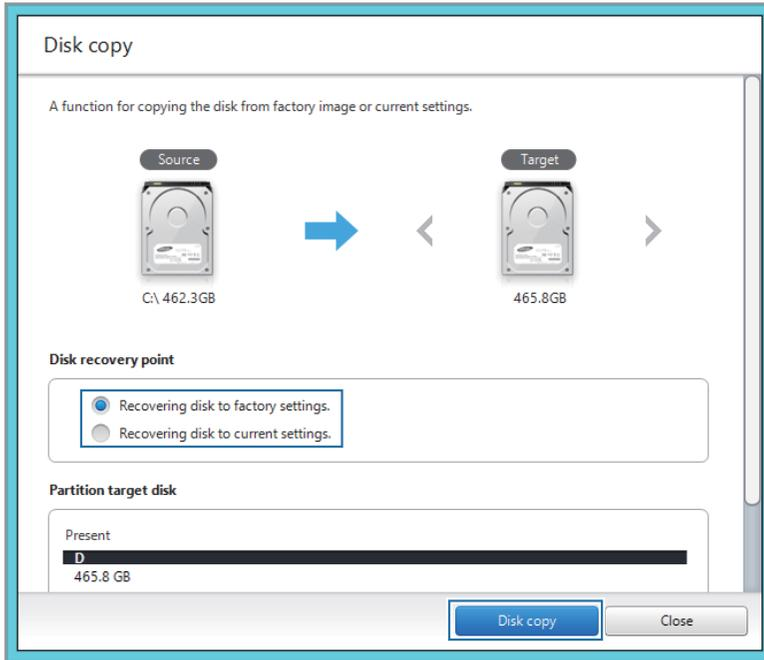 Disk copy
A function for copying the disk from factory image or current settings.
Source
Target
C:\ 462.3GB
465.8GB
Disk recovery point
Recovering disk to factory settings.
Recovering disk to current settings.
Partition target disk
Present
D
465.8 GB
Disk copy
Close